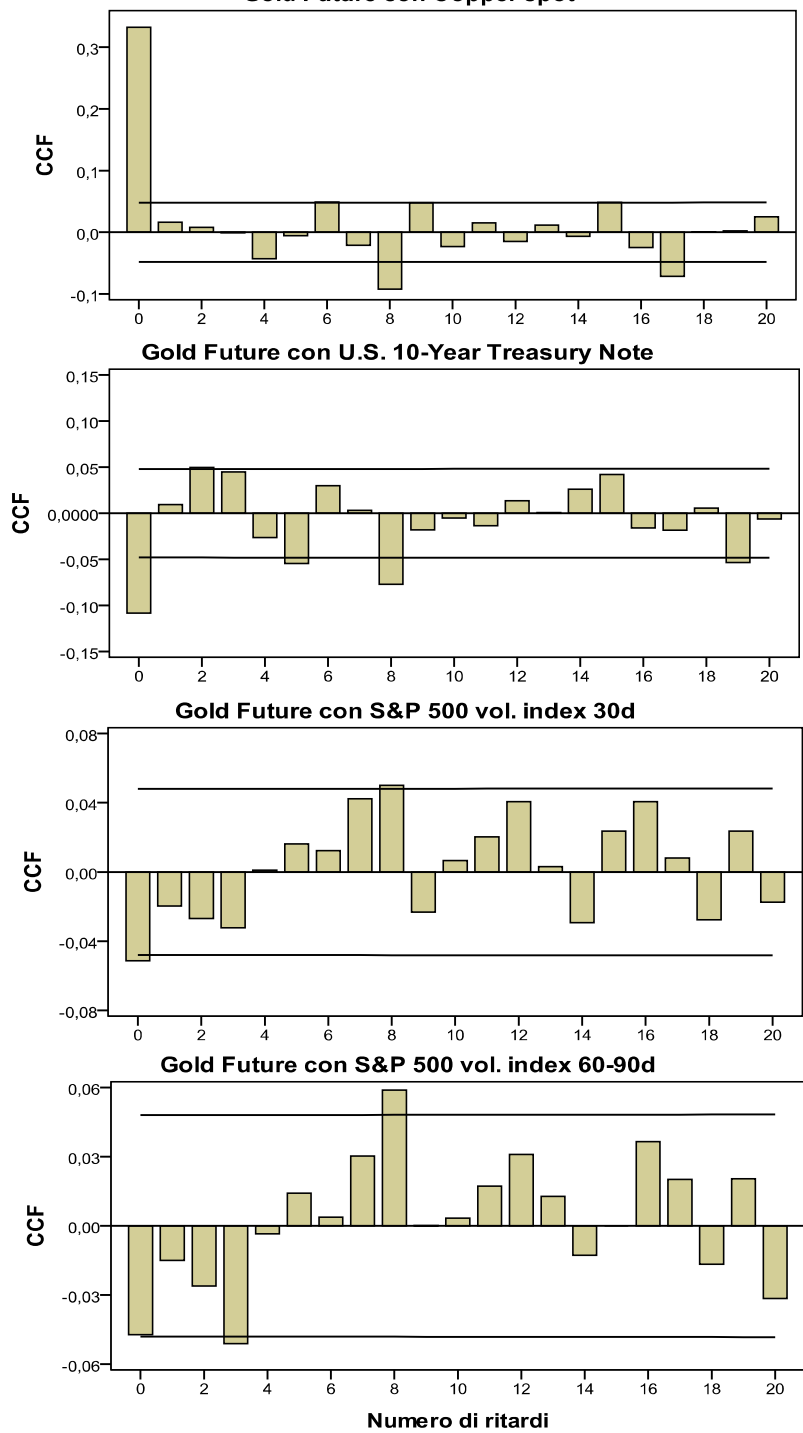 Gold Future con Copper spot
0,3
0,2
0,1
0,0
-0,1
CCF
0 2 4 6 8 10 12 14 16 18 20
Gold Future con U.S. 10-Year Treasury Note
0,15
0,10
0,05
0,0000
-0,05
-0,10
-0,15
CCF
0 2 4 6 8 10 12 14 16 18 20
Gold Future con S&P 500 vol. index 30d
0,08
0,04
0,00
-0,04
-0,08
CCF
0 2 4 6 8 10 12 14 16 18 20
Gold Future con S&P 500 vol. index 60-90d
0,06
0,03
0,00
-0,03
-0,06
CCF
0 2 4 6 8 10 12 14 16 18 20
Numero di ritardi